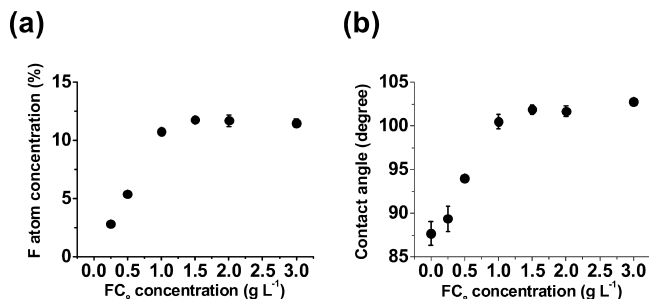 (a)
F atom concentration (%)
15
10
5
0
0.0 0.5 1.0 1.5 2.0 2.5 3.0
FC₈ concentration (g L⁻¹)
(b)
Contact angle (degree)
105
100
95
90
85
0.0 0.5 1.0 1.5 2.0 2.5 3.0
FC₈ concentration (g L⁻¹)